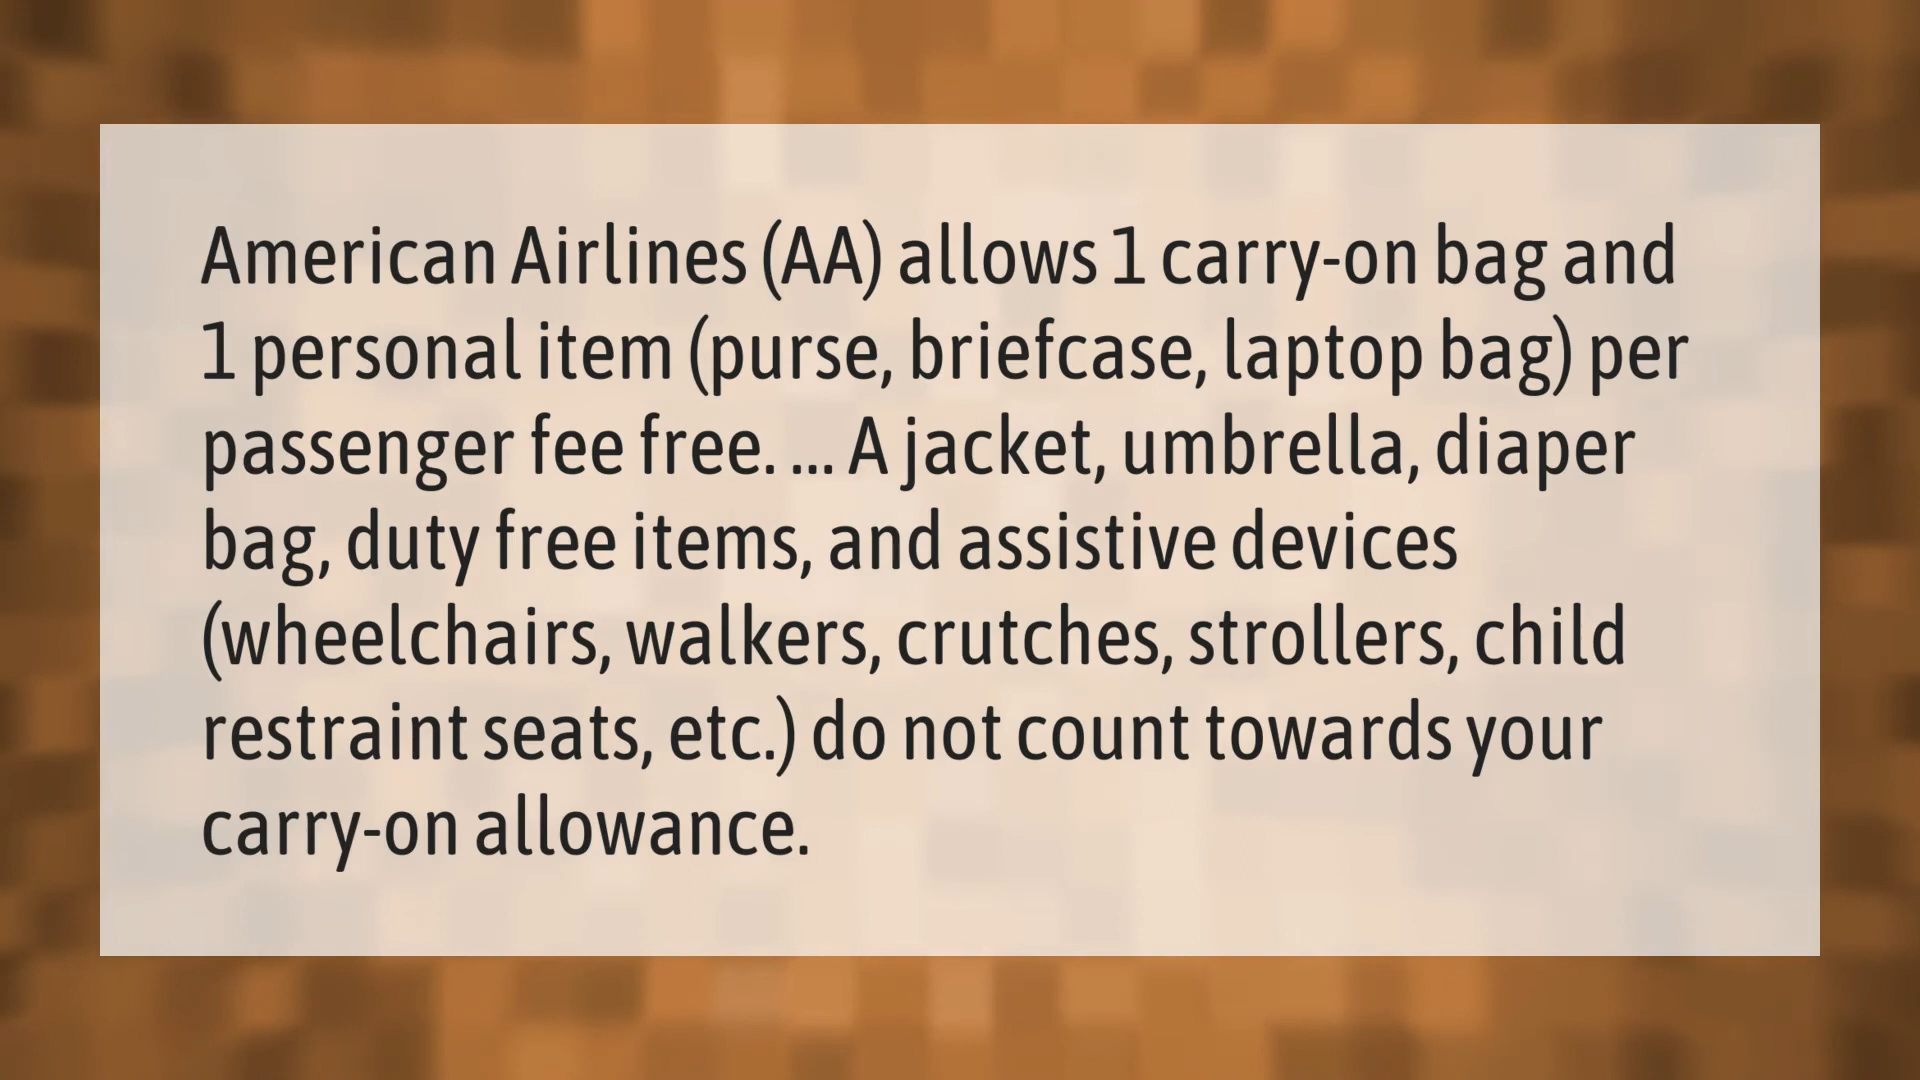 American Airlines (AA) allows 1 carry-on bag and
1 personal item (purse, briefcase, laptop bag) per
passenger fee free. ... A jacket, umbrella, diaper
bag, duty free items, and assistive devices
(wheelchairs, walkers, crutches, strollers, child
restraint seats, etc.) do not count towards your
carry-on allowance.